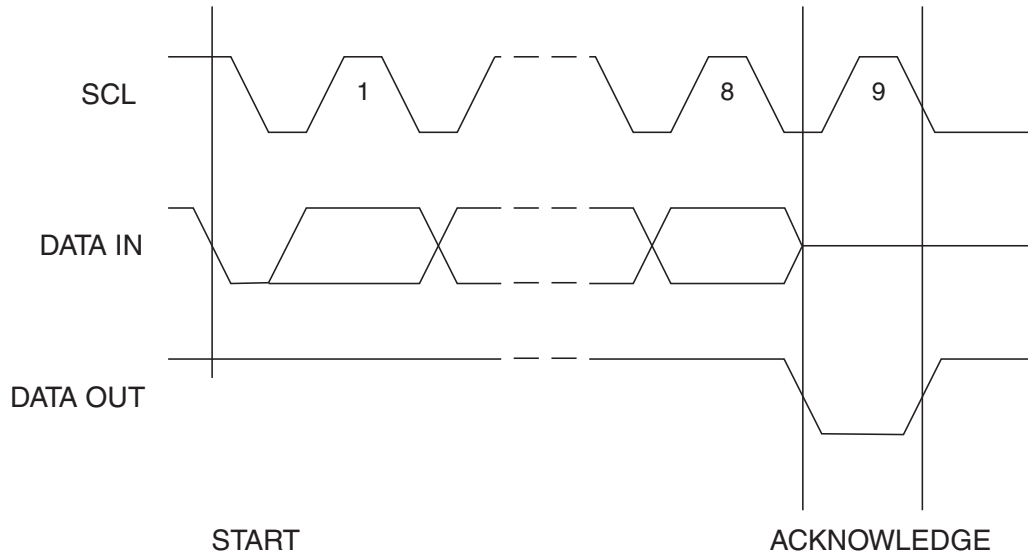 SCL
1
8
9
DATA IN
DATA OUT
START
ACKNOWLEDGE